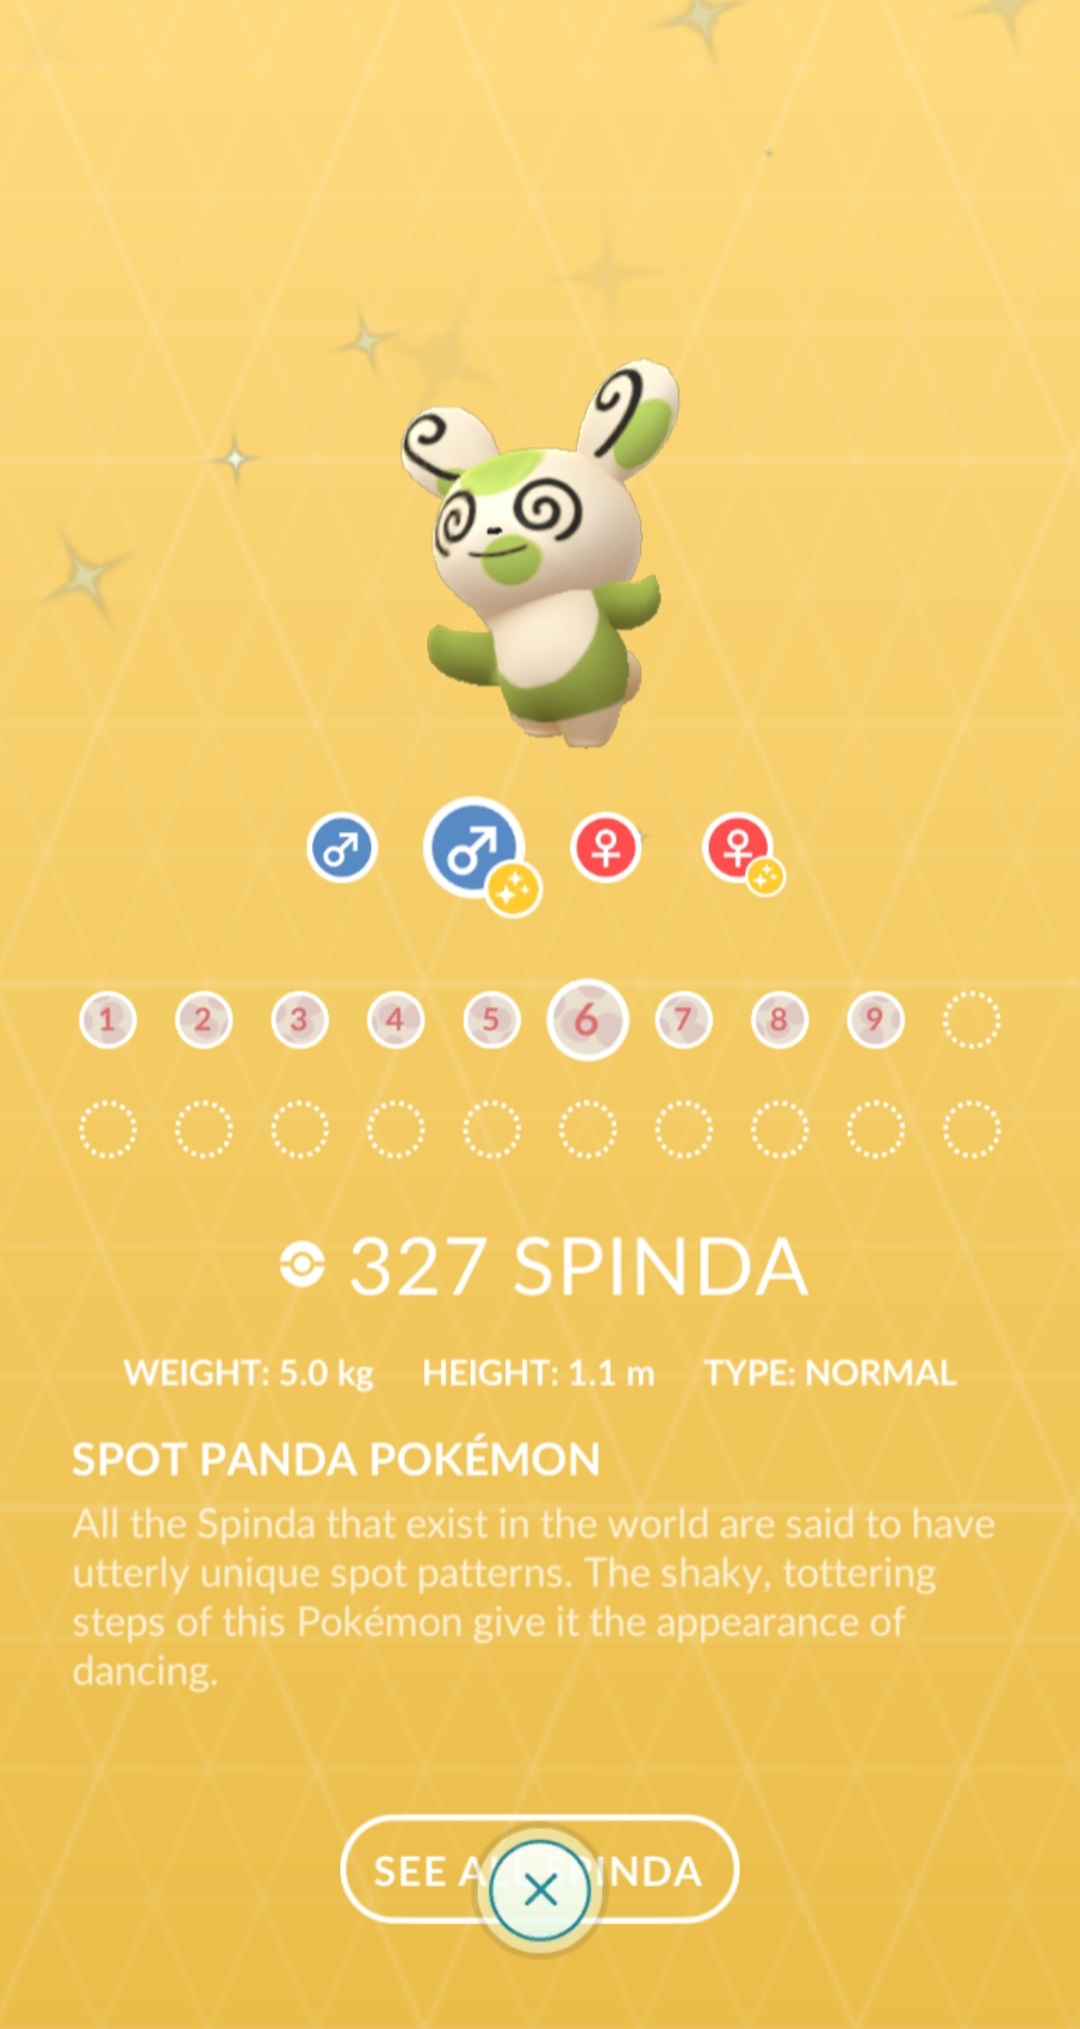 1 2 3 4 5 6 7 8 9
327 SPINDA
WEIGHT: 5.0 kg HEIGHT: 1.1 m TYPE: NORMAL
SPOT PANDA POKÉMON
All the Spinda that exist in the world are said to have
utterly unique spot patterns. The shaky, tottering
steps of this Pokémon give it the appearance of
dancing.
SEE ALL SPINDA